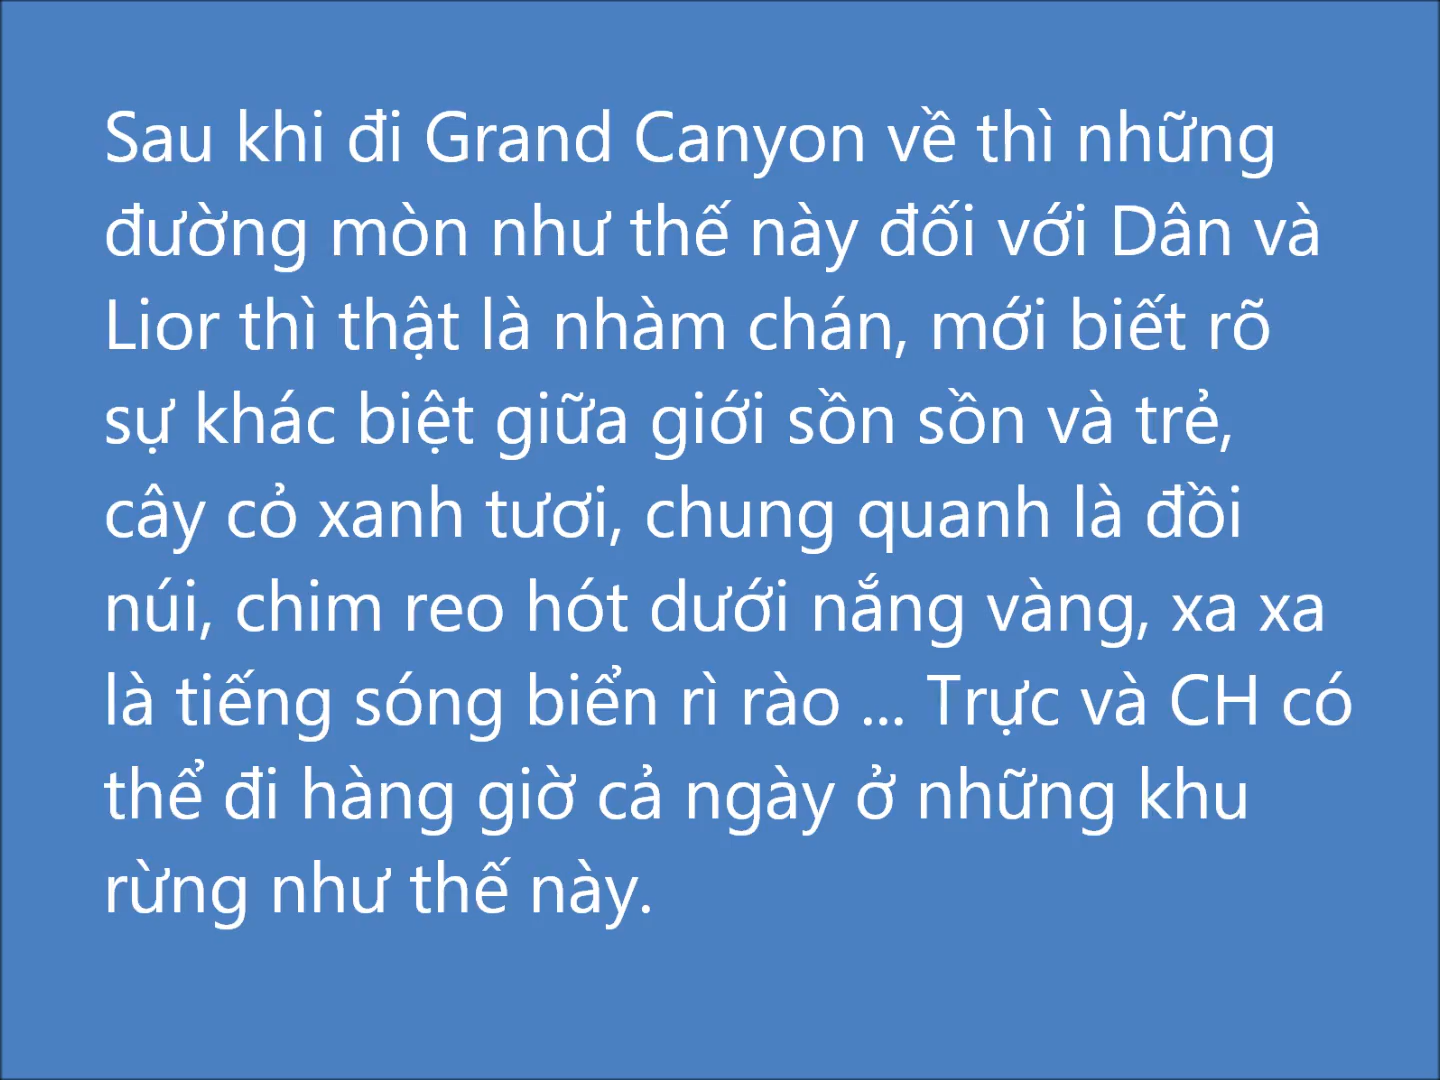 Sau khi đi Grand Canyon về thì những
đường mòn như thế này đối với Dân và
Lior thì thật là nhàm chán, mới biết rõ
sự khác biệt giữa giới sồn sồn và trẻ,
cây cỏ xanh tươi, chung quanh là đồi
núi, chim reo hót dưới nắng vàng, xa xa
là tiếng sóng biển rì rào ... Trực và CH có
thể đi hàng giờ cả ngày ở những khu
rừng như thế này.